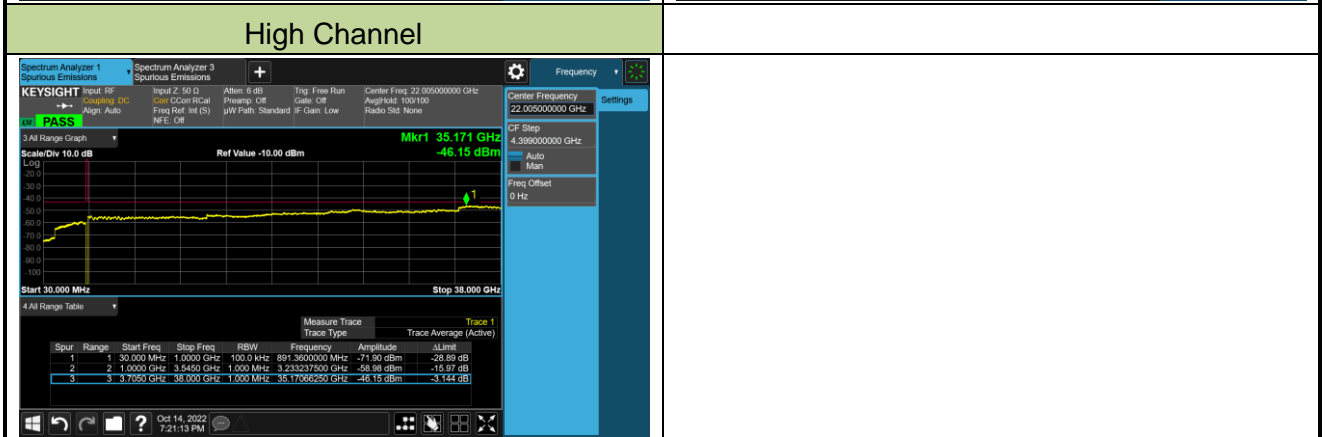 High Channel
Spectrum Analyzer 1
Spurious Emissions
Spectrum Analyzer 3
Spurious Emissions
Frequency
KEYSIGHT
Input: RF
Coupling: DC
Align: Auto
Input Z: 50 Ω
Corr CCorr RCal
Freq Ref: Int (S)
NFE: Off
Atten: 6 dB
Preamp: Off
µW Path: Standard
Trig: Free Run
Gate: Off
IF Gain: Low
Center Freq: 22.005000000 GHz
Avg|Hold: 100/100
Radio Std: None
PASS
Center Frequency
22.005000000 GHz
Settings
CF Step
4.399000000 GHz
Auto
Man
Freq Offset
0 Hz
3 All Range Graph
Mkr1 35.171 GHz
Scale/Div 10.0 dB
Ref Value -10.00 dBm
-46.15 dBm
Log
-20.0
-30.0
-40.0
-50.0
-60.0
-70.0
-80.0
-90.0
-100
1
Start 30.000 MHz
Stop 38.000 GHz
4 All Range Table
Measure Trace Trace 1
Trace Type Trace Average (Active)
Spur Range Start Freq Stop Freq RBW Frequency Amplitude ΔLimit
1 1 30.000 MHz 1.0000 GHz 100.0 kHz 891.3600000 MHz -71.90 dBm -28.89 dB
2 2 1.0000 GHz 3.5450 GHz 1.000 MHz 3.233237500 GHz -58.98 dBm -15.97 dB
3 3 3.7050 GHz 38.000 GHz 1.000 MHz 35.17066250 GHz -46.15 dBm -3.144 dB
?
Oct 14, 2022
7:21:13 PM